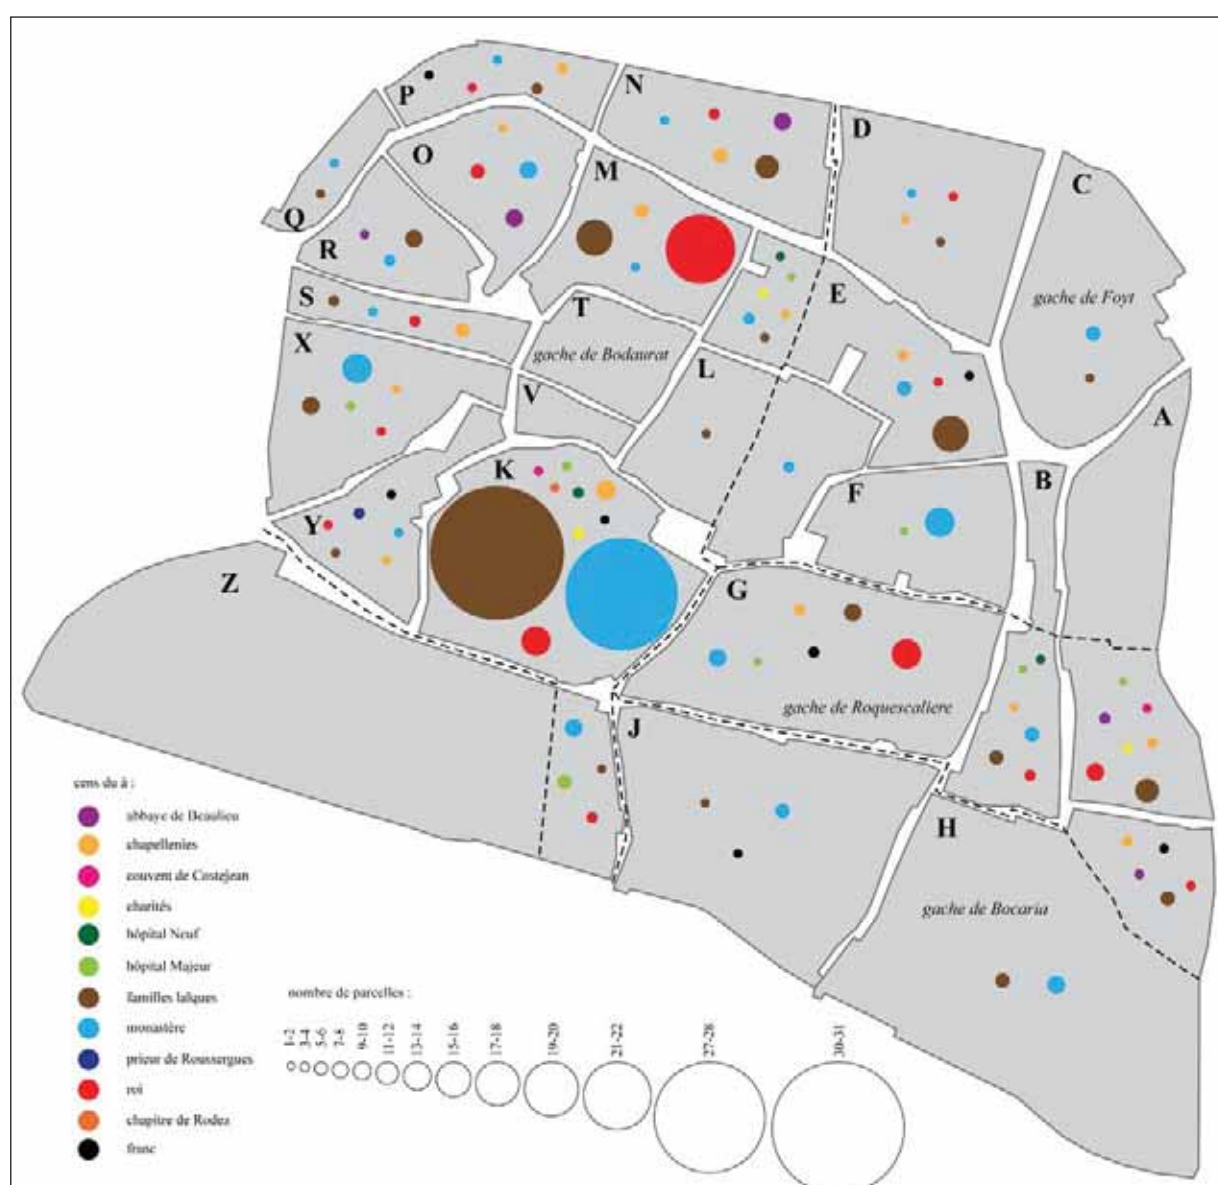 P
N
D
C
O
M
Q
R
E
S
T
gache de Foyt
X
gache de Bodaurat
L
V
A
K
B
F
Y
Z
G
gache de Roquescaliere
J
H
gache de Bocaria
cens du à :
abbaye de Beaulieu
chapellenies
couvent de Costejean
charités
hôpital Neuf
hôpital Majeur
familles laïques
monastère
prieur de Roussergues
roi
chapitre de Rodez
franc
nombre de parcelles :
1-2
3-4
5-6
7-8
9-10
11-12
13-14
15-16
17-18
19-20
21-22
27-28
30-31